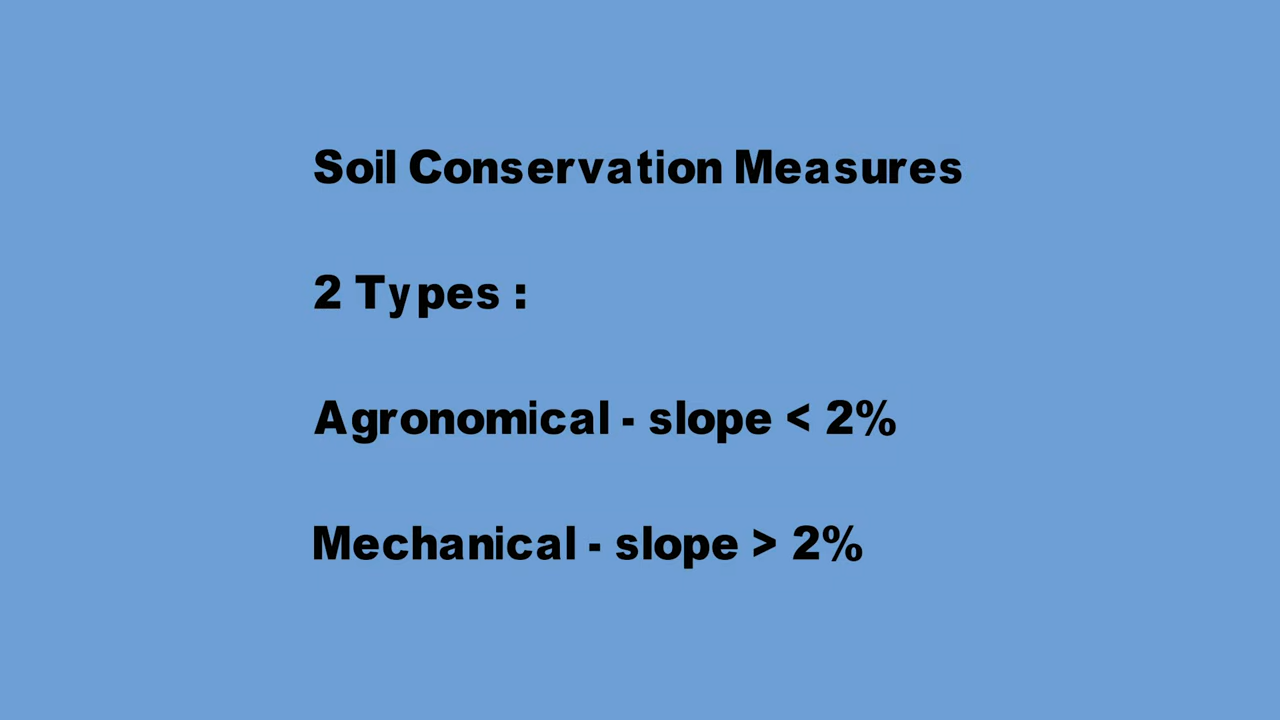 Soil Conservation Measures
2 Types :
Agronomical - slope < 2%
Mechanical - slope > 2%